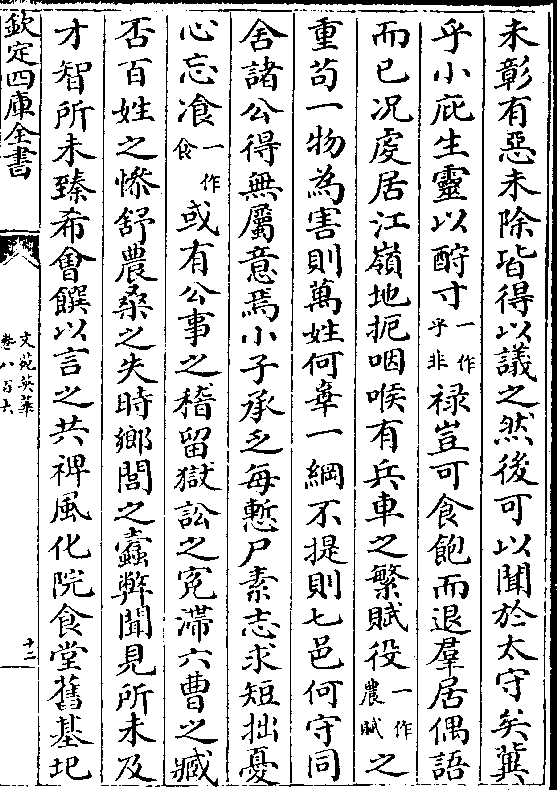 未彰有惡未除皆得以議之然後可以聞於太守矣冀
乎小庇生靈以酧寸一作乎非祿豈可食飽而退羣居偶語
而已况處居江嶺地扼咽喉有兵車之繁賦役一作農賦之
重苟一物為害則萬姓何辜一綱不提則七邑何守同
舍諸公得無屬意焉小子承乏每慙尸素志求短拙憂
心忘飡一作食或有公事之稽留獄訟之寃滯六曹之臧
否百姓之慘舒農桑之失時鄉閭之蠧弊聞見所未及
才智所未臻希會饌以言之共裨風化院食堂舊基圮
欽定四庫全書
文苑英華
卷八百六
十二